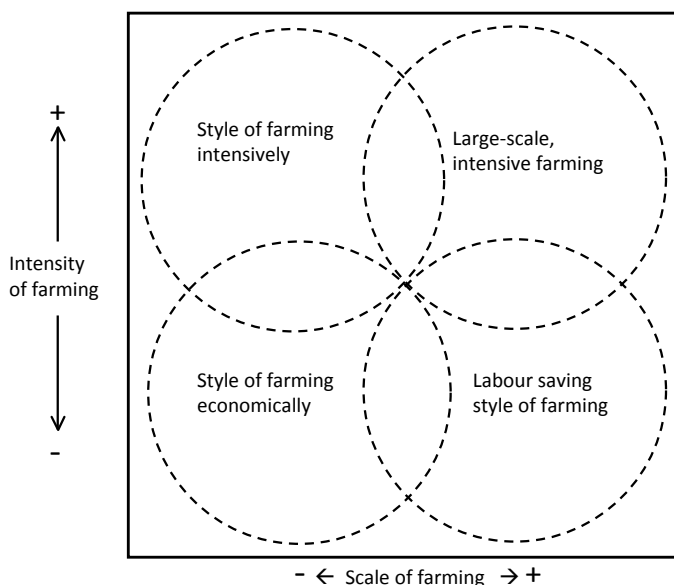 +
Intensity
of farming
-
Style of farming
intensively
Large-scale,
intensive farming
Style of farming
economically
Labour saving
style of farming
- ← Scale of farming → +